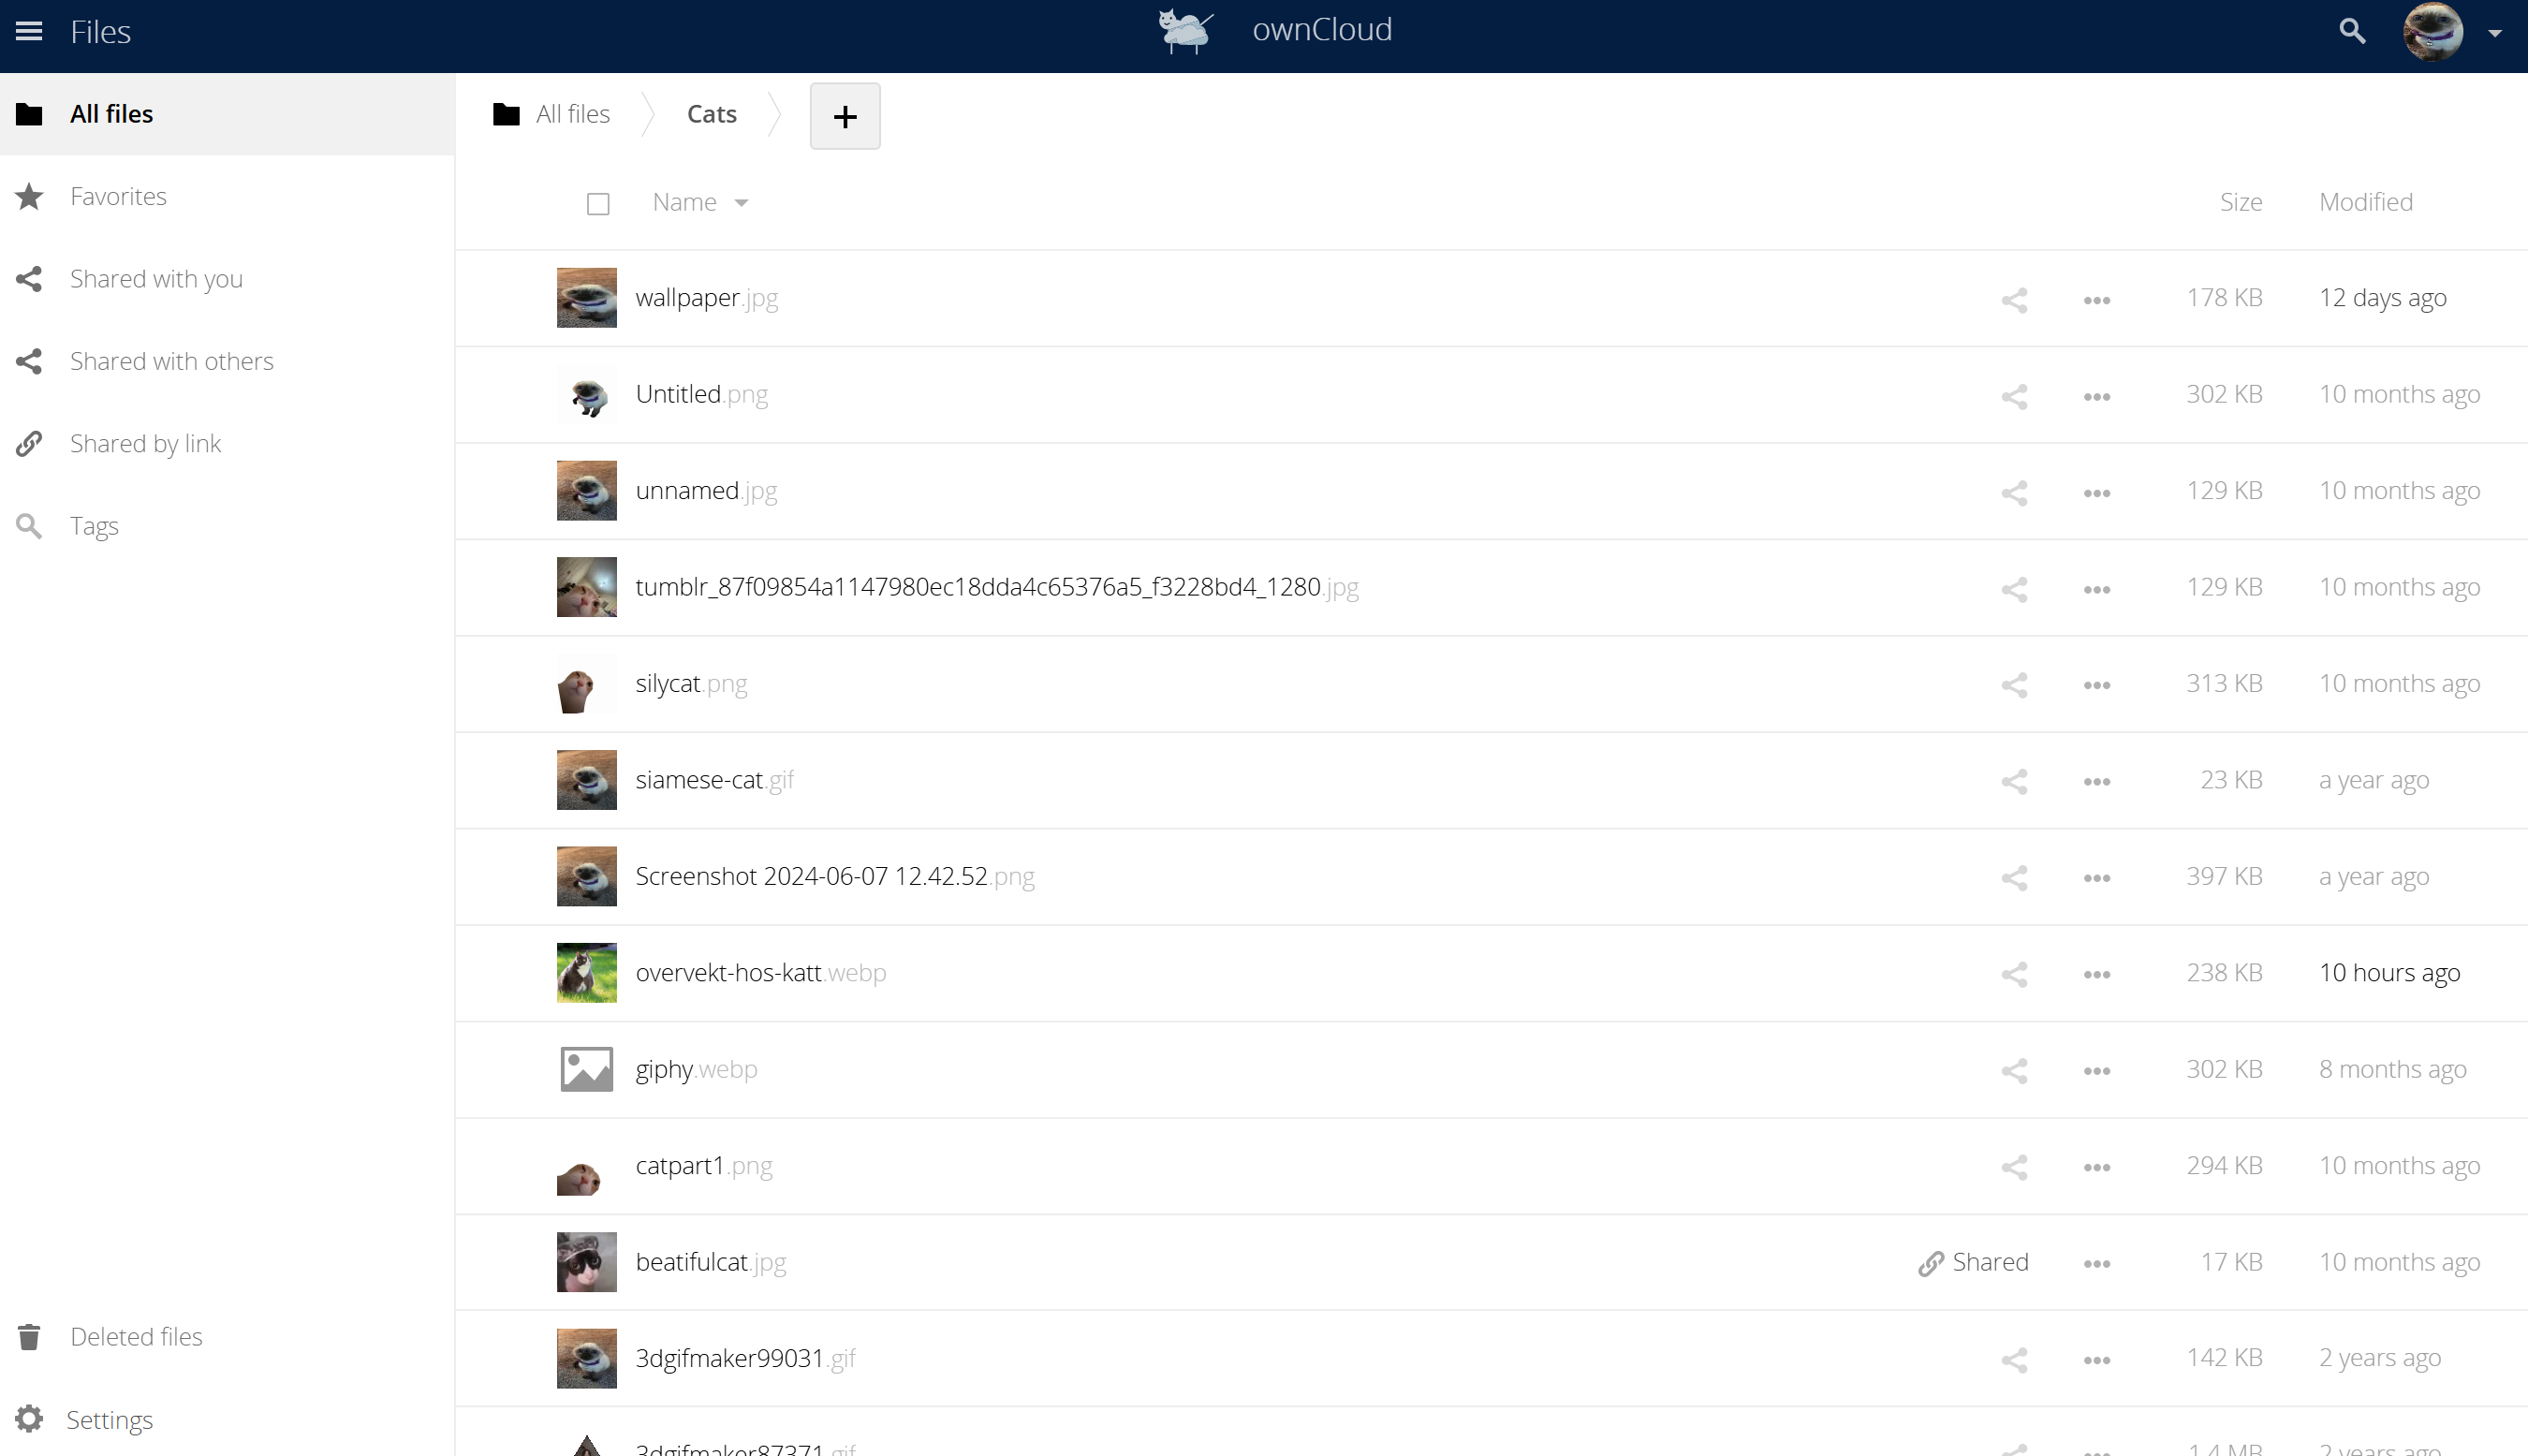 Files
ownCloud
All files
Favorites
Shared with you
Shared with others
Shared by link
Tags
Deleted files
Settings
All files
Cats
+
Name
Size
Modified
wallpaper.jpg 178 KB 12 days ago
Untitled.png 302 KB 10 months ago
unnamed.jpg 129 KB 10 months ago
tumblr_87f09854a1147980ec18dda4c65376a5_f3228bd4_1280.jpg 129 KB 10 months ago
silycat.png 313 KB 10 months ago
siamese-cat.gif 23 KB a year ago
Screenshot 2024-06-07 12.42.52.png 397 KB a year ago
overvekt-hos-katt.webp 238 KB 10 hours ago
giphy.webp 302 KB 8 months ago
catpart1.png 294 KB 10 months ago
beatifulcat.jpg Shared 17 KB 10 months ago
3dgifmaker99031.gif 142 KB 2 years ago
3dgifmaker87371.gif 1.4 MB 2 years ago